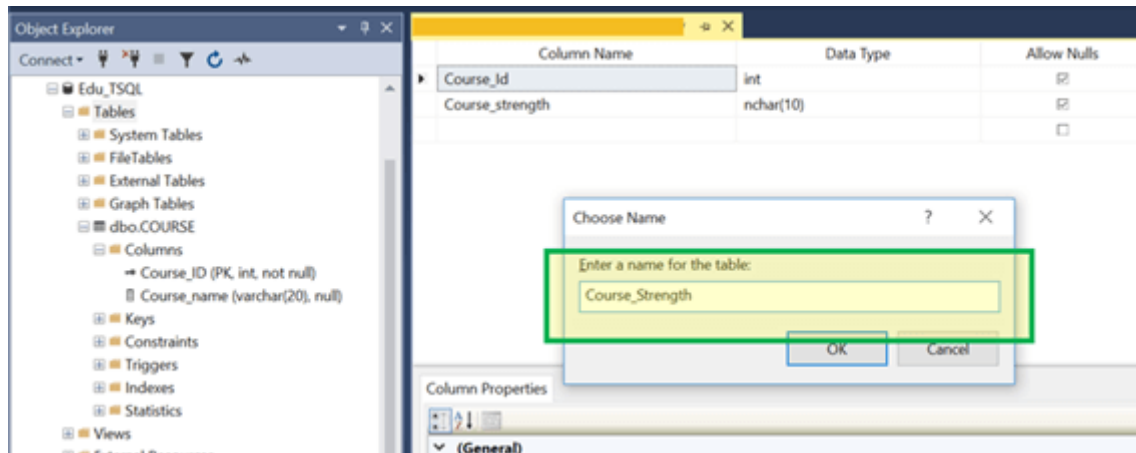 Object Explorer
Connect
Edu_TSQL
Tables
System Tables
FileTables
External Tables
Graph Tables
dbo.COURSE
Columns
Course_ID (PK, int, not null)
Course_name (varchar(20), null)
Keys
Constraints
Triggers
Indexes
Statistics
Views
Column Name Data Type Allow Nulls
Course_Id int
Course_strength nchar(10)
Choose Name ?
Enter a name for the table:
Course_Strength
OK Cancel
Column Properties
(General)